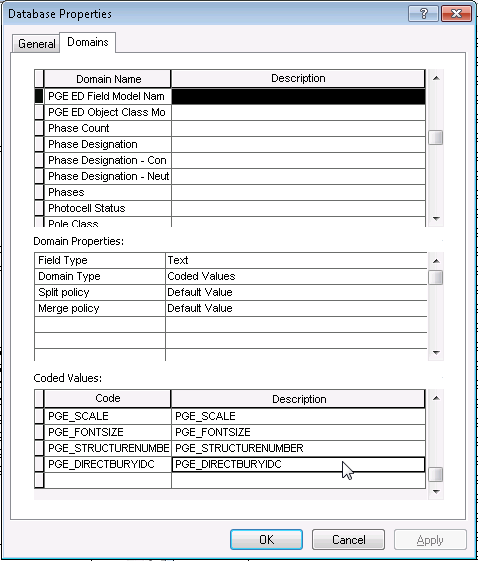 Database Properties
General Domains
Domain Name Description
PGE ED Field Model Nam
PGE ED Object Class Mo
Phase Count
Phase Designation
Phase Designation - Con
Phase Designation - Neut
Phases
Photocell Status
Pole Class
Domain Properties:
Field Type Text
Domain Type Coded Values
Split policy Default Value
Merge policy Default Value
Coded Values:
Code Description
PGE_SCALE PGE_SCALE
PGE_FONTSIZE PGE_FONTSIZE
PGE_STRUCTURENUMBE PGE_STRUCTURENUMBER
PGE_DIRECTBURYIDC PGE_DIRECTBURYIDC
OK Cancel Apply